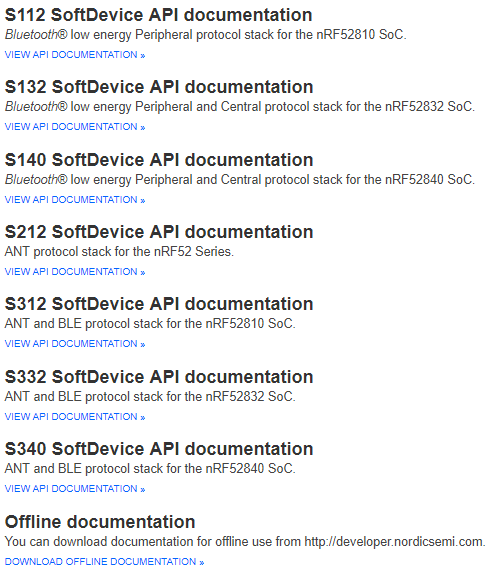 S112 SoftDevice API documentation
Bluetooth® low energy Peripheral protocol stack for the nRF52810 SoC.
VIEW API DOCUMENTATION »
S132 SoftDevice API documentation
Bluetooth® low energy Peripheral and Central protocol stack for the nRF52832 SoC.
VIEW API DOCUMENTATION »
S140 SoftDevice API documentation
Bluetooth® low energy Peripheral and Central protocol stack for the nRF52840 SoC.
VIEW API DOCUMENTATION »
S212 SoftDevice API documentation
ANT protocol stack for the nRF52 Series.
VIEW API DOCUMENTATION »
S312 SoftDevice API documentation
ANT and BLE protocol stack for the nRF52810 SoC.
VIEW API DOCUMENTATION »
S332 SoftDevice API documentation
ANT and BLE protocol stack for the nRF52832 SoC.
VIEW API DOCUMENTATION »
S340 SoftDevice API documentation
ANT and BLE protocol stack for the nRF52840 SoC.
VIEW API DOCUMENTATION »
Offline documentation
You can download documentation for offline use from http://developer.nordicsemi.com.
DOWNLOAD OFFLINE DOCUMENTATION »